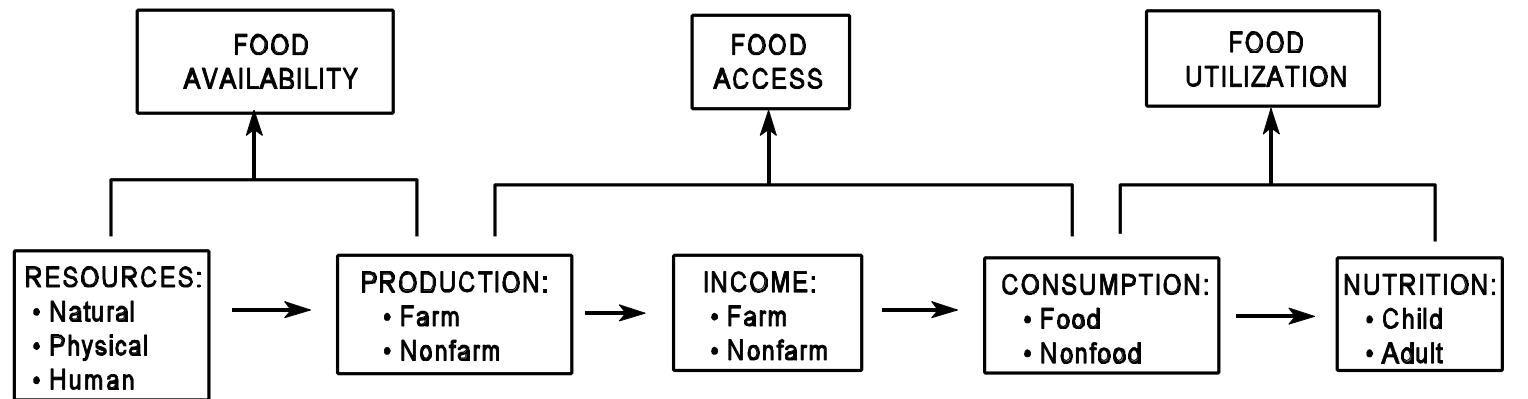 FOOD
AVAILABILITY
FOOD
ACCESS
FOOD
UTILIZATION
RESOURCES:
• Natural
• Physical
• Human
PRODUCTION:
• Farm
• Nonfarm
INCOME:
• Farm
• Nonfarm
CONSUMPTION:
• Food
• Nonfood
NUTRITION:
• Child
• Adult